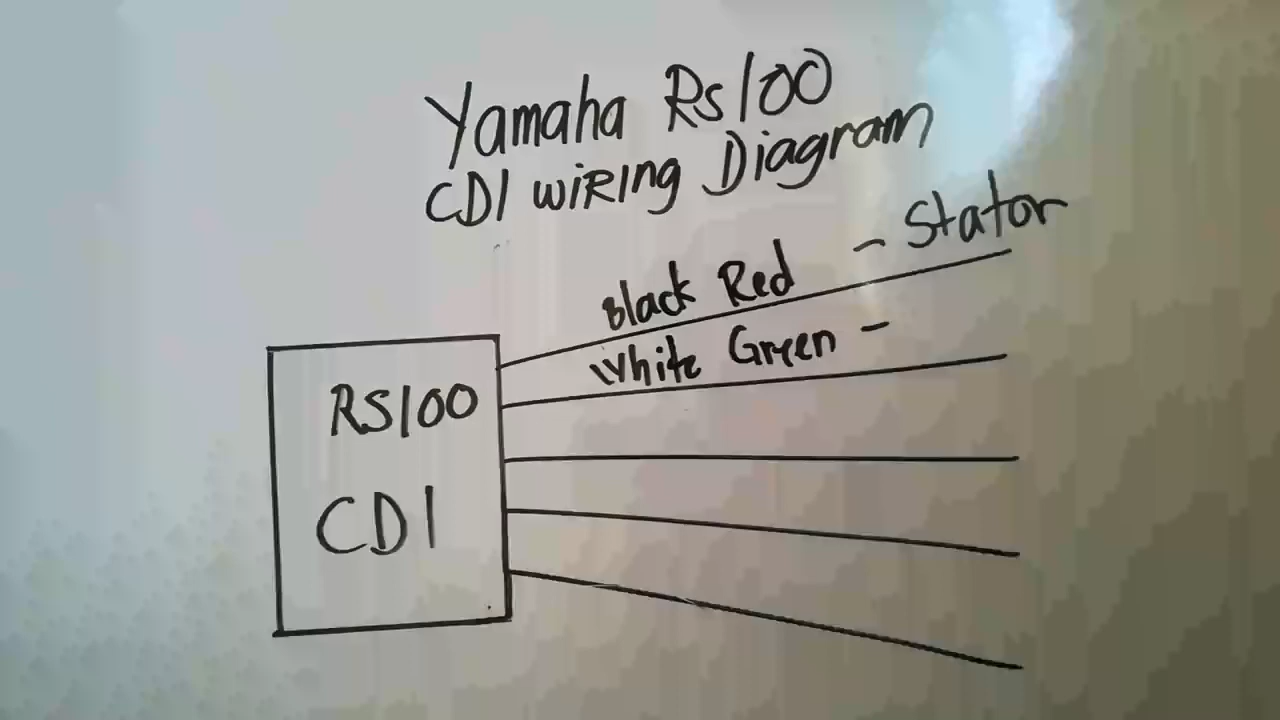 Yamaha Rs100
CDI wiRing Diagram
Black Red - Stator
White Green -
RS100
CDI